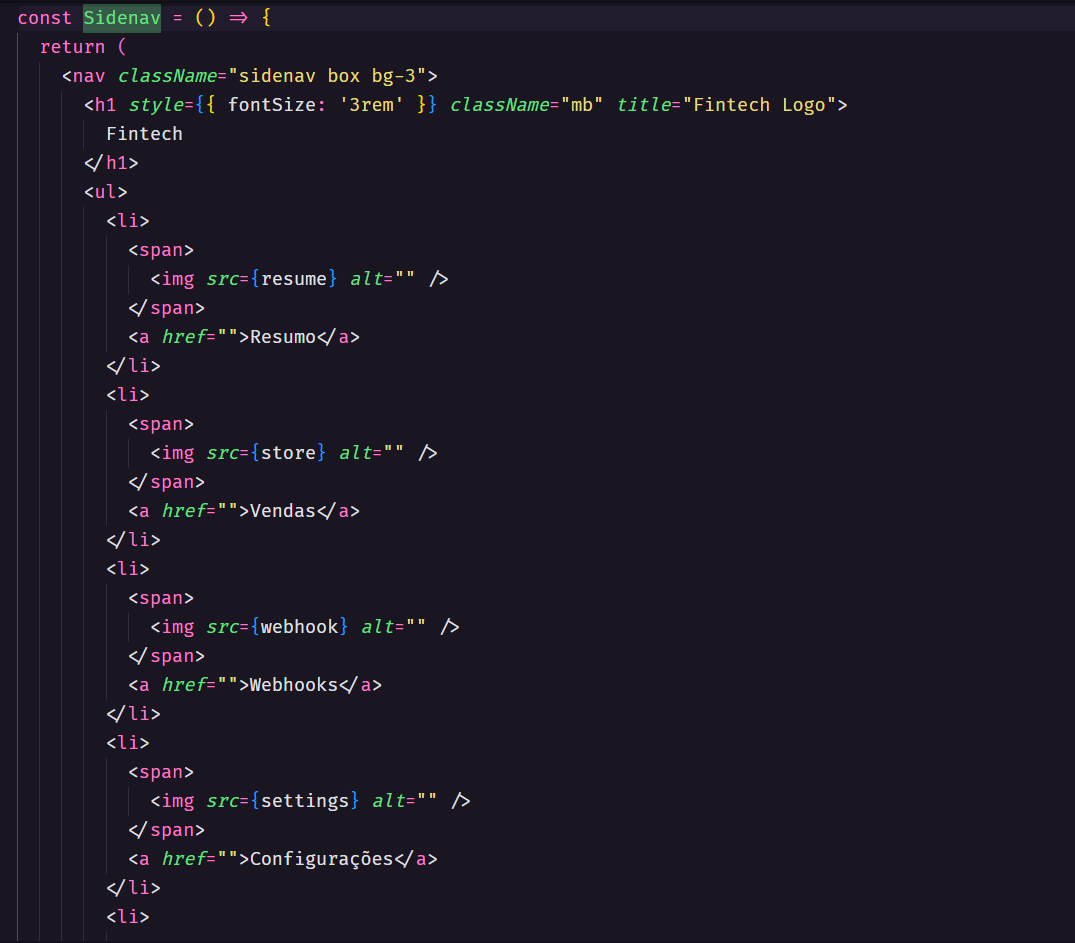 const Sidenav = () => {
return (
<nav className="sidenav box bg-3">
<h1 style={{ fontSize: '3rem' }} className="mb" title="Fintech Logo">
Fintech
</h1>
<ul>
<li>
<span>
<img src={resume} alt="" />
</span>
<a href="">Resumo</a>
</li>
<li>
<span>
<img src={store} alt="" />
</span>
<a href="">Vendas</a>
</li>
<li>
<span>
<img src={webhook} alt="" />
</span>
<a href="">Webhooks</a>
</li>
<li>
<span>
<img src={settings} alt="" />
</span>
<a href="">Configurações</a>
</li>
<li>